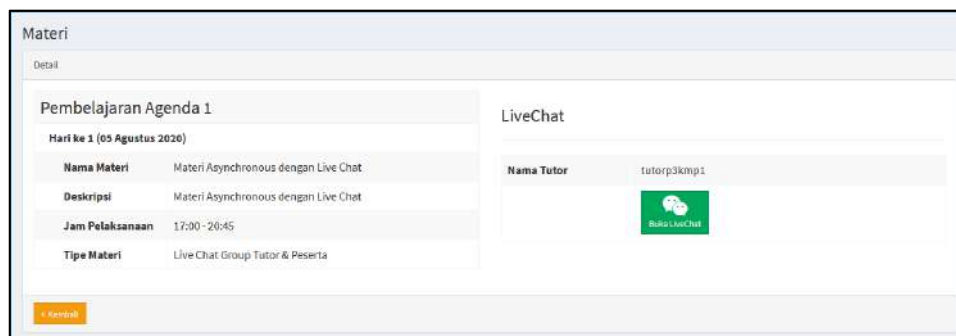 Materi
Detail
Pembelajaran Agenda 1
Hari ke 1 (05 Agustus 2020)
Nama Materi Materi Asynchronous dengan Live Chat
Deskripsi Materi Asynchronous dengan Live Chat
Jam Pelaksanaan 17:00 - 20:45
Tipe Materi Live Chat Group Tutor & Peserta
LiveChat
Nama Tutor tutorp3kmp1
Buka LiveChat
< Kembali